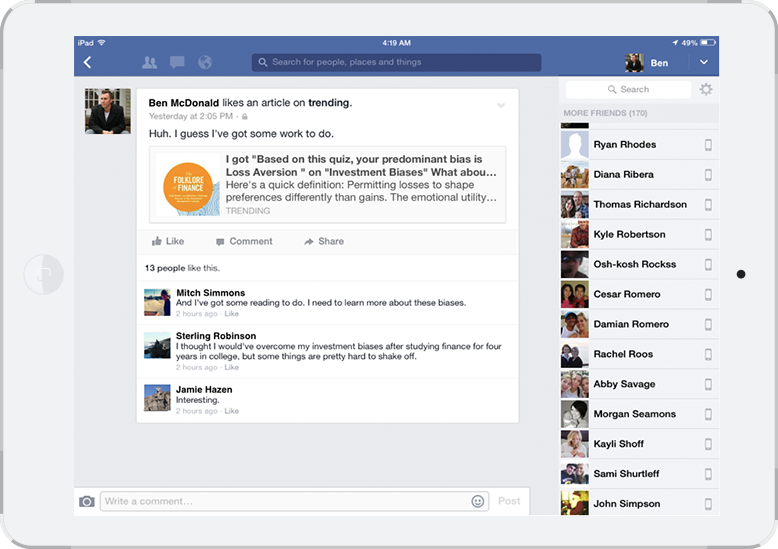 iPad 4:19 AM 49%
Search for people, places and things
Ben
Ben McDonald likes an article on trending.
Yesterday at 2:05 PM ·
Huh. I guess I've got some work to do.
The
FOLKLORE
OF FINANCE
I got "Based on this quiz, your predominant bias is
Loss Aversion " on "Investment Biases" What abou...
Here's a quick definition: Permitting losses to shape
preferences differently than gains. The emotional utility...
TRENDING
Like Comment Share
13 people like this.
Mitch Simmons
And I've got some reading to do. I need to learn more about these biases.
2 hours ago · Like
Sterling Robinson
I thought I would've overcome my investment biases after studying finance for four
years in college, but some things are pretty hard to shake off.
2 hours ago · Like
Jamie Hazen
Interesting.
2 hours ago · Like
Write a comment... Post
Search
MORE FRIENDS (170)
Ryan Rhodes
Diana Ribera
Thomas Richardson
Kyle Robertson
Osh-kosh Rockss
Cesar Romero
Damian Romero
Rachel Roos
Abby Savage
Morgan Seamons
Kayli Shoff
Sami Shurtleff
John Simpson